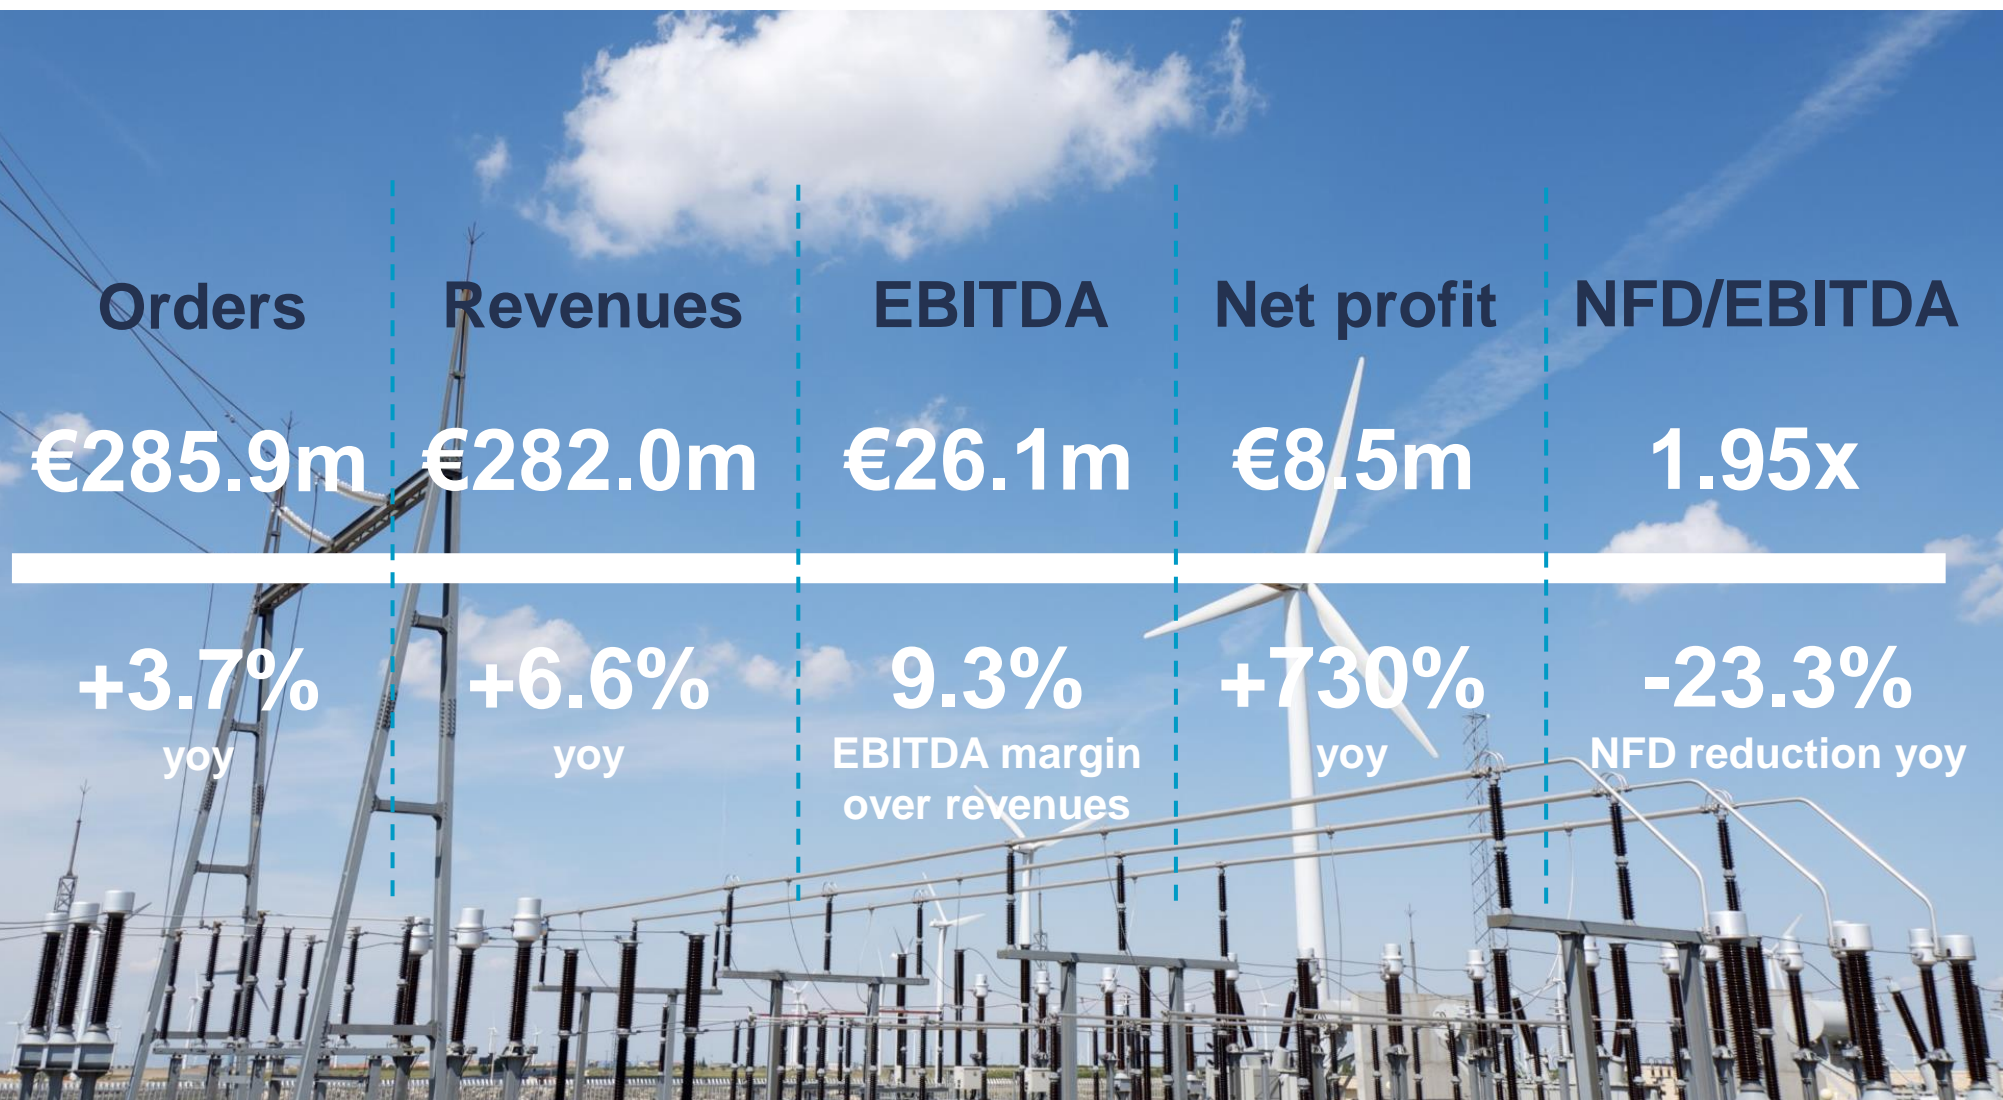 Orders
€285.9m
+3.7%
yoy
Revenues
€282.0m
+6.6%
yoy
EBITDA
€26.1m
9.3%
EBITDA margin
over revenues
Net profit
€8.5m
+730%
yoy
NFD/EBITDA
1.95x
-23.3%
NFD reduction yoy